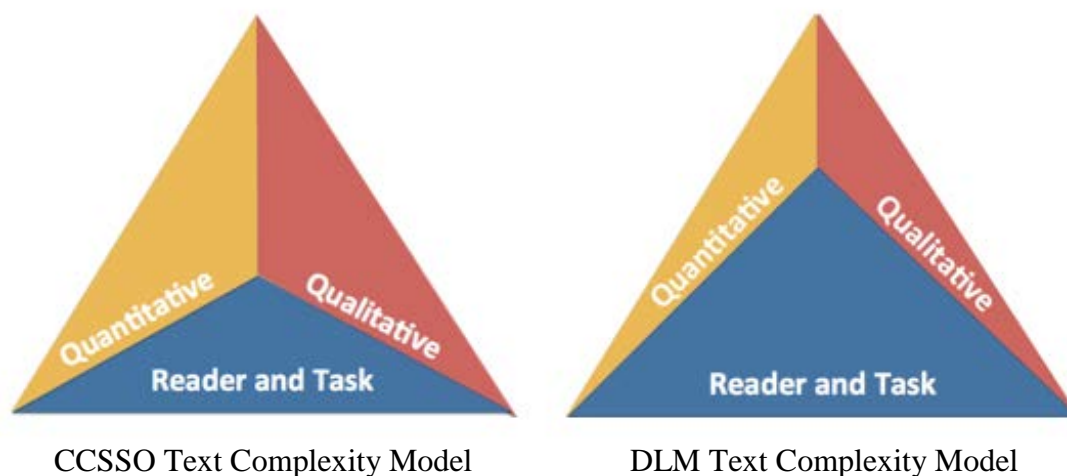 Quantitative
Qualitative
Reader and Task
CCSSO Text Complexity Model
Quantitative
Qualitative
Reader and Task
DLM Text Complexity Model